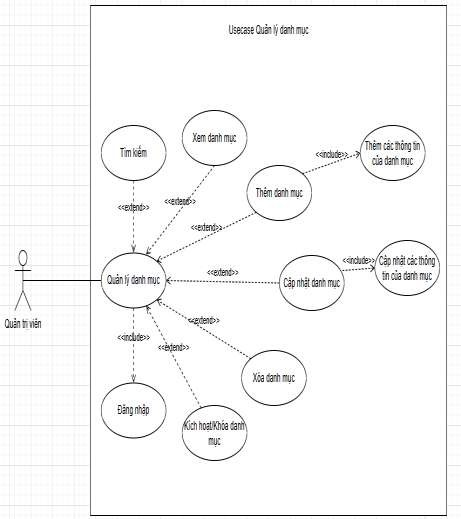 Usecase Quản lý danh mục
Tìm kiếm
Xem danh mục
Thêm các thông tin
của danh mục
<<include>>
Thêm danh mục
<<extend>>
<<extend>>
<<extend>>
Quản lý danh mục
<<extend>>
Cập nhật danh mục
<<include>>
Cập nhật các thông
tin của danh mục
Quản trị viên
<<include>>
<<extend>>
<<extend>>
Xóa danh mục
Đăng nhập
Kích hoạt/Khóa danh
mục